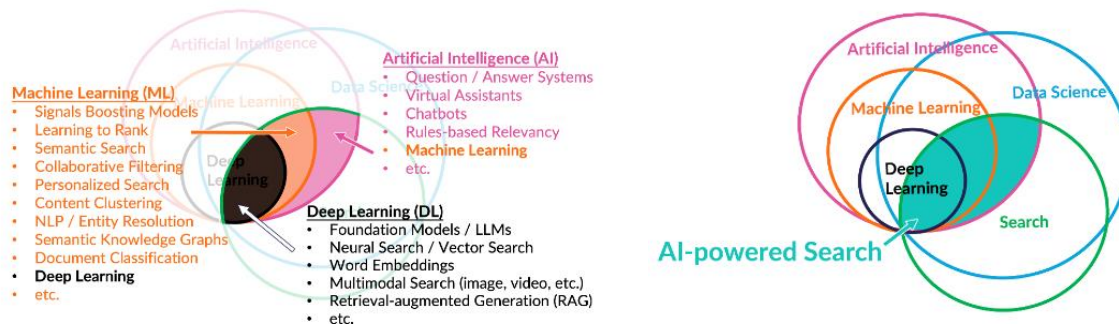 Artificial Intelligence
Data Science
Machine Learning
Deep
Learning
Machine Learning (ML)
• Signals Boosting Models
• Learning to Rank
• Semantic Search
• Collaborative Filtering
• Personalized Search
• Content Clustering
• NLP / Entity Resolution
• Semantic Knowledge Graphs
• Document Classification
• Deep Learning
• etc.
Artificial Intelligence (AI)
• Question / Answer Systems
• Virtual Assistants
• Chatbots
• Rules-based Relevancy
• Machine Learning
• etc.
Deep Learning (DL)
• Foundation Models / LLMs
• Neural Search / Vector Search
• Word Embeddings
• Multimodal Search (image, video, etc.)
• Retrieval-augmented Generation (RAG)
• etc.
Artificial Intelligence
Data Science
Machine Learning
Deep
Learning
Search
AI-powered Search